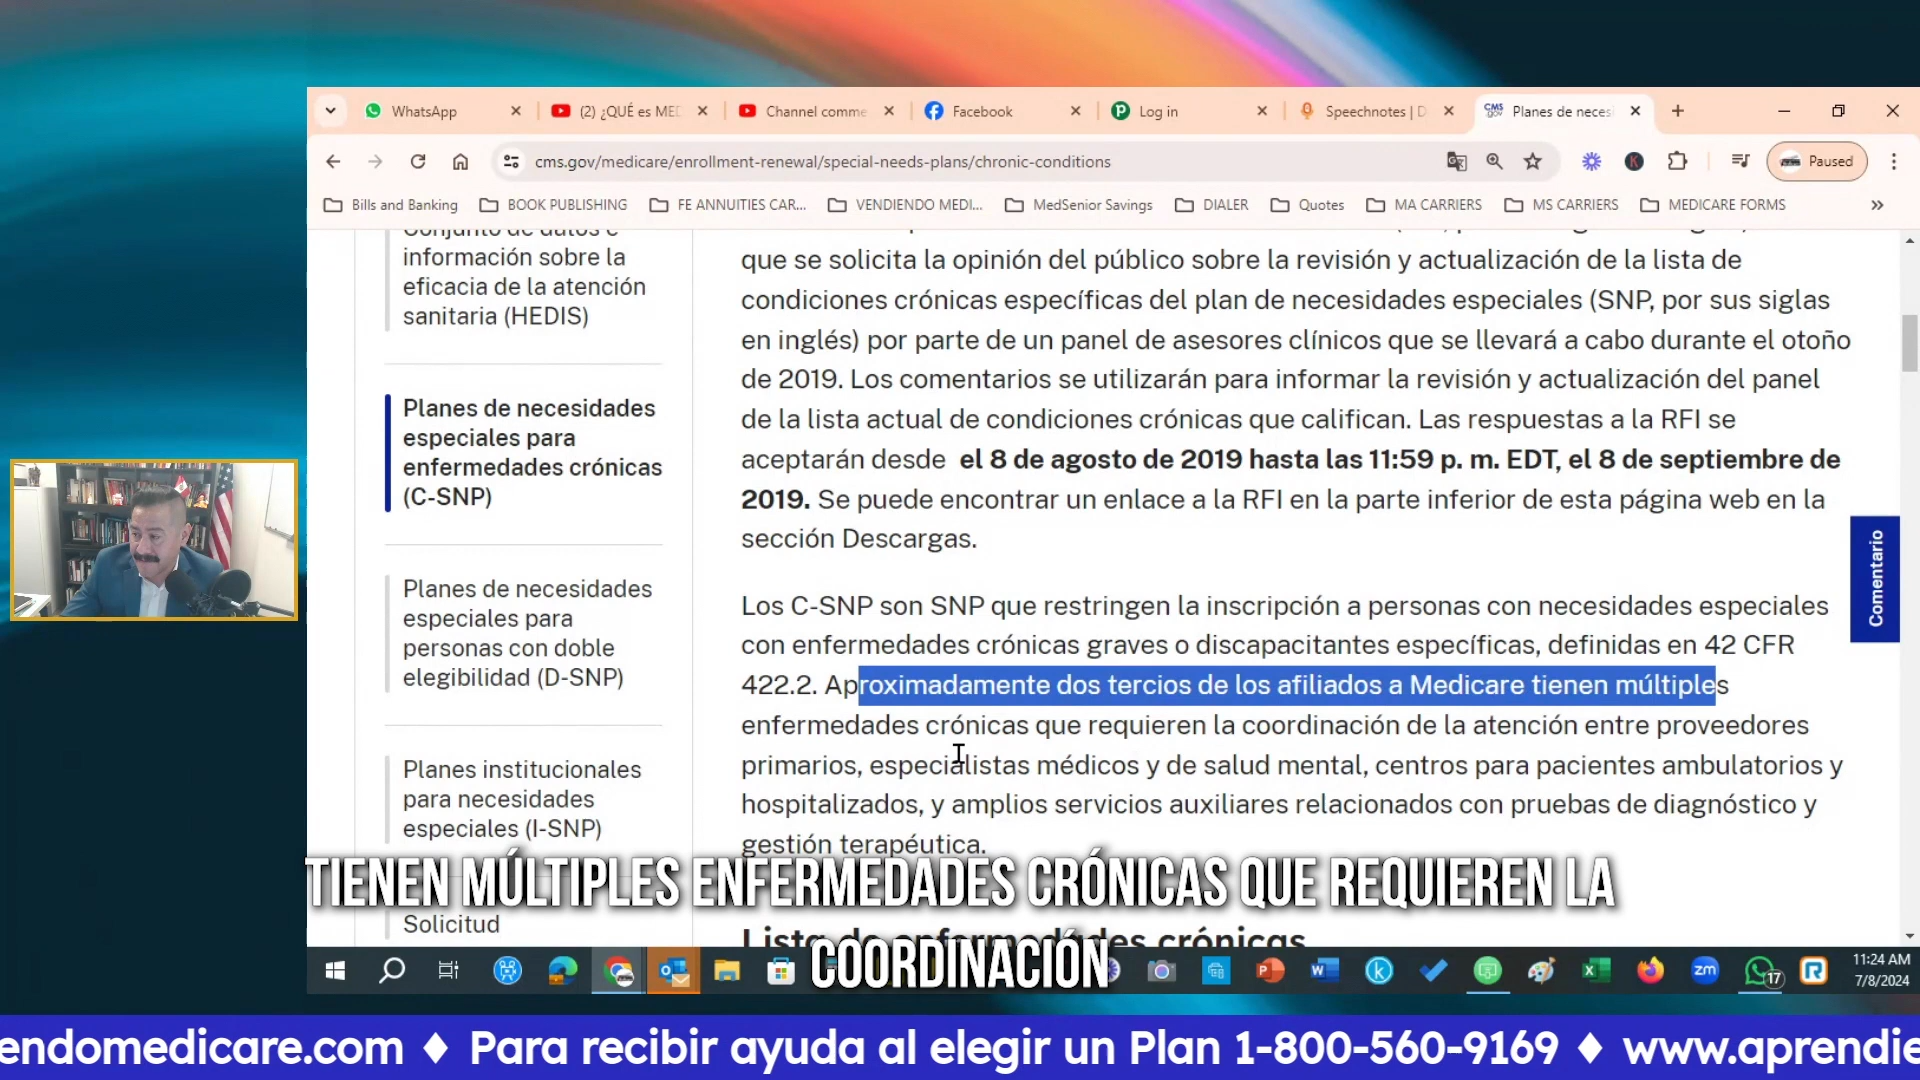 WhatsApp
(2) ¿QUÉ es MED
Channel comme
Facebook
Log in
Speechnotes | D
CMS.gov
Planes de neces
cms.gov/medicare/enrollment-renewal/special-needs-plans/chronic-conditions
Paused
Bills and Banking
BOOK PUBLISHING
FE ANNUITIES CAR...
VENDIENDO MEDI...
MedSenior Savings
DIALER
Quotes
MA CARRIERS
MS CARRIERS
MEDICARE FORMS
»
Conjunto de datos e
información sobre la
eficacia de la atención
sanitaria (HEDIS)
Planes de necesidades
especiales para
enfermedades crónicas
(C-SNP)
Planes de necesidades
especiales para
personas con doble
elegibilidad (D-SNP)
Planes institucionales
para necesidades
especiales (I-SNP)
Solicitud
que se solicita la opinión del público sobre la revisión y actualización de la lista de
condiciones crónicas específicas del plan de necesidades especiales (SNP, por sus siglas
en inglés) por parte de un panel de asesores clínicos que se llevará a cabo durante el otoño
de 2019. Los comentarios se utilizarán para informar la revisión y actualización del panel
de la lista actual de condiciones crónicas que califican. Las respuestas a la RFI se
aceptarán desde el 8 de agosto de 2019 hasta las 11:59 p. m. EDT, el 8 de septiembre de
2019. Se puede encontrar un enlace a la RFI en la parte inferior de esta página web en la
sección Descargas.
Los C-SNP son SNP que restringen la inscripción a personas con necesidades especiales
con enfermedades crónicas graves o discapacitantes específicas, definidas en 42 CFR
422.2. Aproximadamente dos tercios de los afiliados a Medicare tienen múltiples
enfermedades crónicas que requieren la coordinación de la atención entre proveedores
primarios, especialistas médicos y de salud mental, centros para pacientes ambulatorios y
hospitalizados, y amplios servicios auxiliares relacionados con pruebas de diagnóstico y
gestión terapéutica.
Lista de enfermedades crónicas
Comentario
TIENEN MÚLTIPLES ENFERMEDADES CRÓNICAS QUE REQUIEREN LA
COORDINACIÓN
17
11:24 AM
7/8/2024
endomedicare.com ♦ Para recibir ayuda al elegir un Plan 1-800-560-9169 ♦ www.aprendie